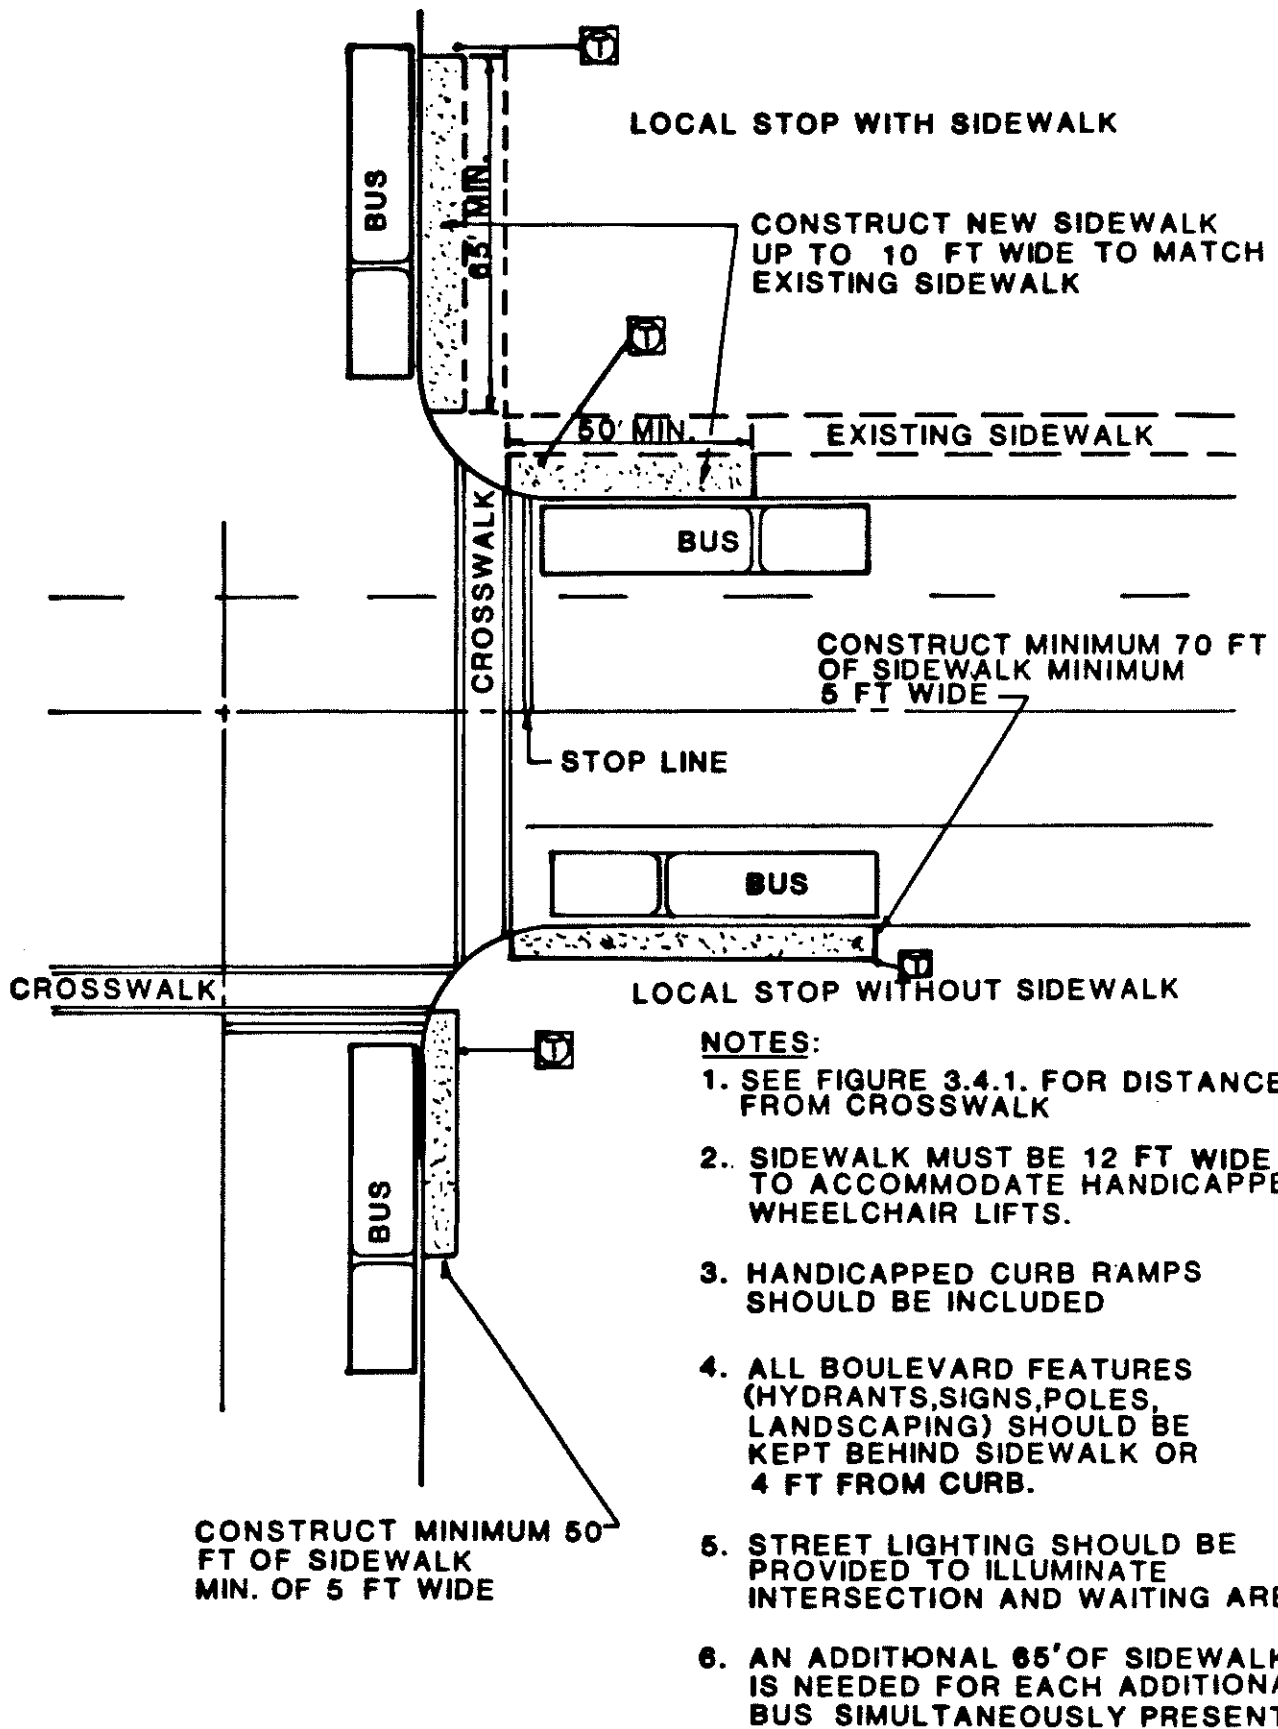 T
LOCAL STOP WITH SIDEWALK
BUS
65' MIN.
CONSTRUCT NEW SIDEWALK
UP TO 10 FT WIDE TO MATCH
EXISTING SIDEWALK
T
50' MIN.
EXISTING SIDEWALK
BUS
CROSSWALK
CONSTRUCT MINIMUM 70 FT
OF SIDEWALK MINIMUM
5 FT WIDE
STOP LINE
BUS
T
CROSSWALK
LOCAL STOP WITHOUT SIDEWALK
T
BUS
CONSTRUCT MINIMUM 50
FT OF SIDEWALK
MIN. OF 5 FT WIDE
NOTES:
1. SEE FIGURE 3.4.1. FOR DISTANCE
FROM CROSSWALK
2. SIDEWALK MUST BE 12 FT WIDE
TO ACCOMMODATE HANDICAPPE
WHEELCHAIR LIFTS.
3. HANDICAPPED CURB RAMPS
SHOULD BE INCLUDED
4. ALL BOULEVARD FEATURES
(HYDRANTS,SIGNS,POLES,
LANDSCAPING) SHOULD BE
KEPT BEHIND SIDEWALK OR
4 FT FROM CURB.
5. STREET LIGHTING SHOULD BE
PROVIDED TO ILLUMINATE
INTERSECTION AND WAITING ARE
6. AN ADDITIONAL 65' OF SIDEWALK
IS NEEDED FOR EACH ADDITIONA
BUS SIMULTANEOUSLY PRESENT